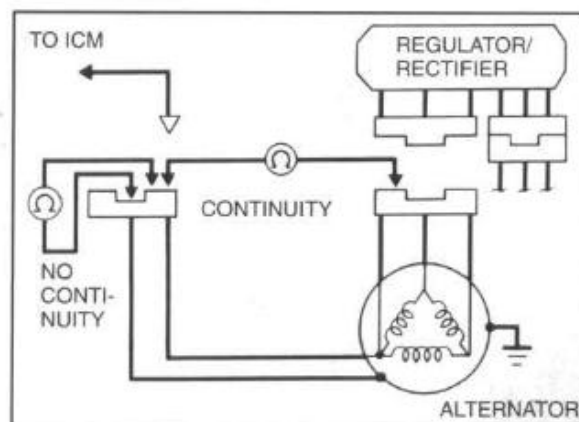 TO ICM
REGULATOR/
RECTIFIER
Ω
CONTINUITY
Ω
NO
CONTI-
NUITY
ALTERNATOR